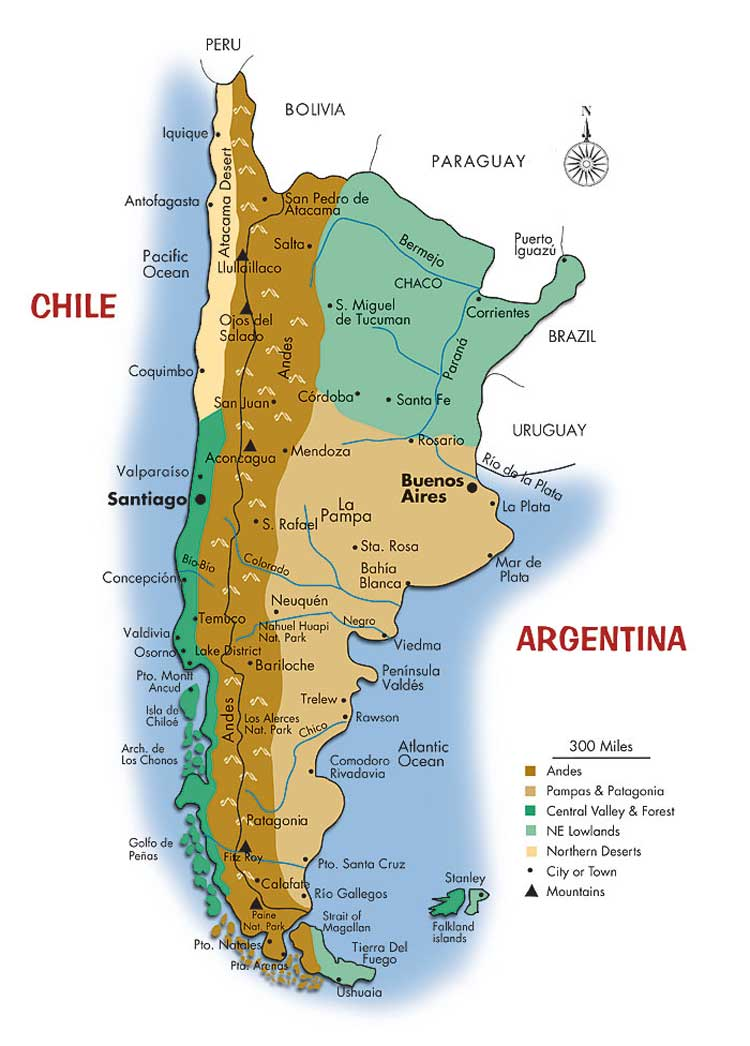 PERU
BOLIVIA
N
PARAGUAY
Iquique
Atacama Desert
Antofagasta
San Pedro de
Atacama
Puerto
Iguazú
Salta
Bermejo
Pacific
Ocean
Llullaillaco
CHACO
CHILE
S. Miguel
de Tucuman
Corrientes
Ojos del
Salado
BRAZIL
Andes
Paraná
Coquimbo
San Juan
Córdoba
Santa Fe
URUGUAY
Rosario
Aconcagua
Mendoza
Río de la Plata
Valparaíso
Buenos
Aires
Santiago
La Plata
La
Pampa
S. Rafael
Sta. Rosa
Mar de
Plata
Bío-Bío
Colorado
Bahía
Blanca
Concepción
Neuquén
Temuco
Nahuel Huapi
Nat. Park
Negro
Valdivia
Viedma
ARGENTINA
Osorno
Lake District
Bariloche
Pto. Montt
Ancud
Península
Valdés
Trelew
Isla de
Chiloé
Andes
Los Alerces
Nat. Park
Chico
Rawson
Arch. de
Los Chonos
Atlantic
Ocean
300 Miles
Comodoro
Rivadavia
Andes
Pampas & Patagonia
Central Valley & Forest
NE Lowlands
Northern Deserts
City or Town
Mountains
Patagonia
Golfo de
Peñas
Fitz Roy
Pto. Santa Cruz
Calafate
Río Gallegos
Stanley
Paine
Nat. Park
Strait of
Magellan
Falkland
islands
Pto. Natales
Tierra Del
Fuego
Pta. Arenas
Ushuaia